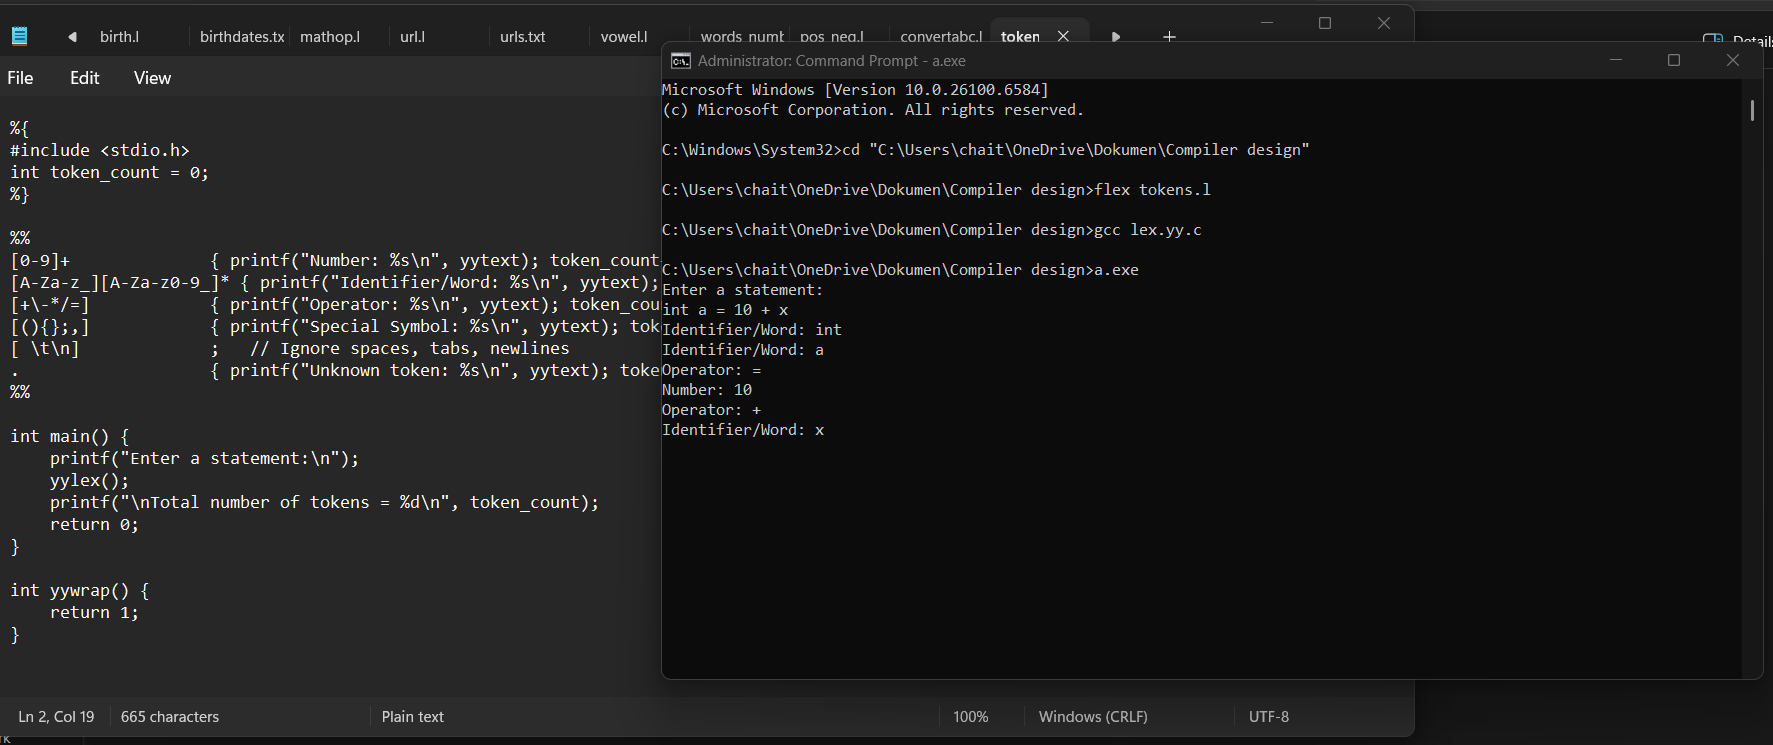 birth.l
birthdates.tx
mathop.l
url.l
urls.txt
vowel.l
words_numb
pos_neg.l
convertabc.l
token
File Edit View
%{
#include <stdio.h>
int token_count = 0;
%}
%%
[0-9]+ { printf("Number: %s\n", yytext); token_count
[A-Za-z_][A-Za-z0-9_]* { printf("Identifier/Word: %s\n", yytext);
[+\-*/=] { printf("Operator: %s\n", yytext); token_cou
[(){};,] { printf("Special Symbol: %s\n", yytext); tok
[ \t\n] ; // Ignore spaces, tabs, newlines
. { printf("Unknown token: %s\n", yytext); toke
%%
int main() {
printf("Enter a statement:\n");
yylex();
printf("\nTotal number of tokens = %d\n", token_count);
return 0;
}
int yywrap() {
return 1;
}
Ln 2, Col 19
665 characters
Plain text
100%
Windows (CRLF)
UTF-8
Details
Administrator: Command Prompt - a.exe
Microsoft Windows [Version 10.0.26100.6584]
(c) Microsoft Corporation. All rights reserved.
C:\Windows\System32>cd "C:\Users\chait\OneDrive\Dokumen\Compiler design"
C:\Users\chait\OneDrive\Dokumen\Compiler design>flex tokens.l
C:\Users\chait\OneDrive\Dokumen\Compiler design>gcc lex.yy.c
C:\Users\chait\OneDrive\Dokumen\Compiler design>a.exe
Enter a statement:
int a = 10 + x
Identifier/Word: int
Identifier/Word: a
Operator: =
Number: 10
Operator: +
Identifier/Word: x